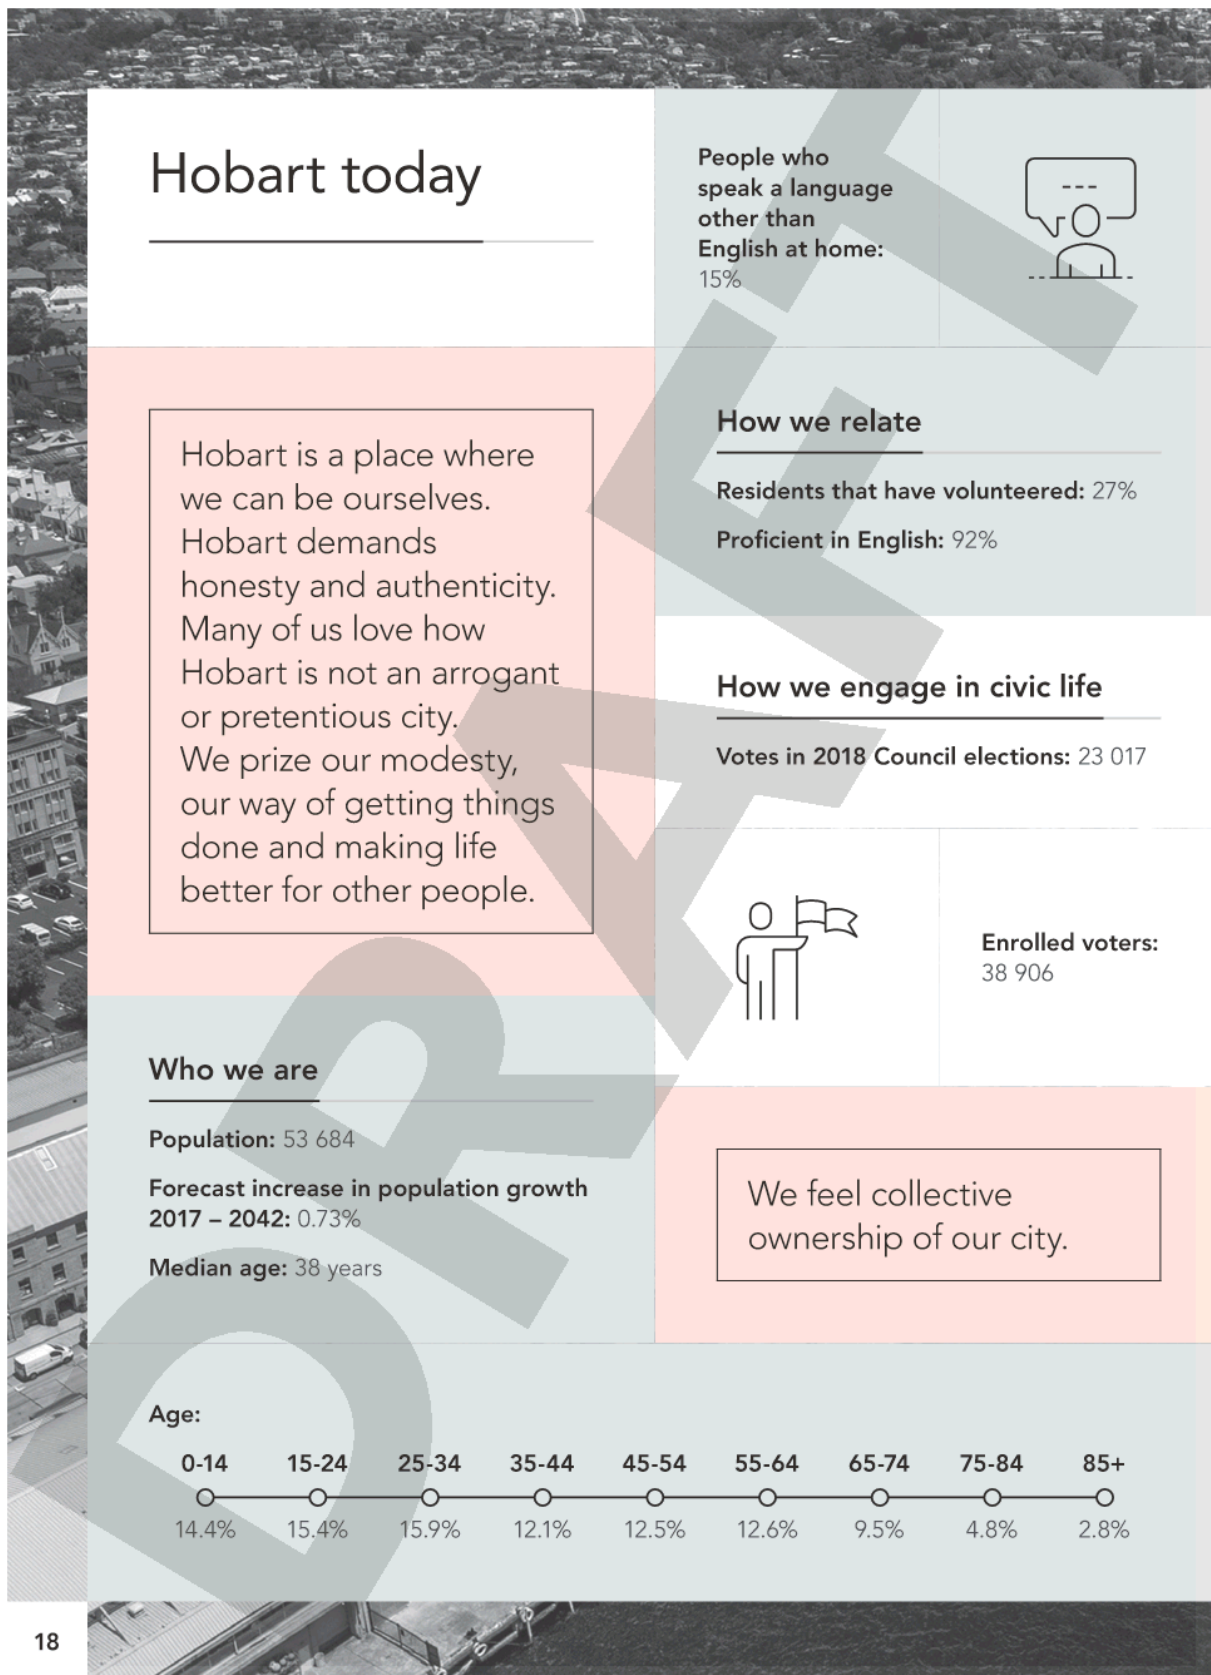 Hobart today
People who
speak a language
other than
English at home:
15%
Hobart is a place where
we can be ourselves.
Hobart demands
honesty and authenticity.
Many of us love how
Hobart is not an arrogant
or pretentious city.
We prize our modesty,
our way of getting things
done and making life
better for other people.
How we relate
Residents that have volunteered: 27%
Proficient in English: 92%
How we engage in civic life
Votes in 2018 Council elections: 23 017
Enrolled voters:
38 906
Who we are
Population: 53 684
Forecast increase in population growth
2017 – 2042: 0.73%
Median age: 38 years
We feel collective
ownership of our city.
Age:
0-14 15-24 25-34 35-44 45-54 55-64 65-74 75-84 85+
14.4% 15.4% 15.9% 12.1% 12.5% 12.6% 9.5% 4.8% 2.8%
18
DRAFT